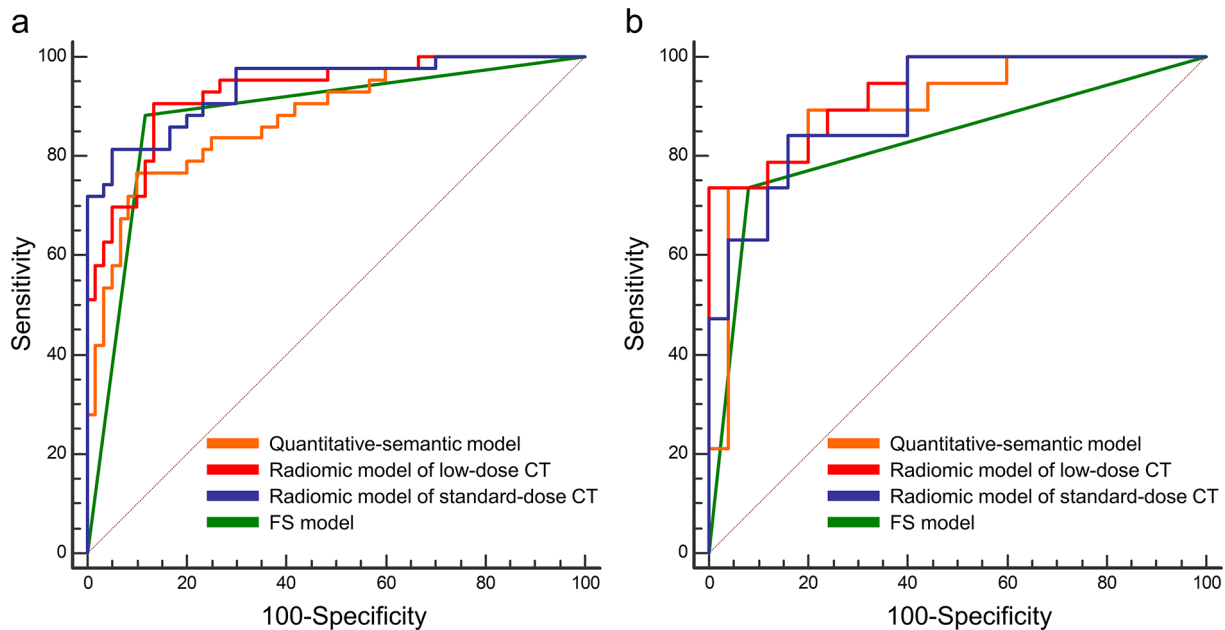 a
100
80
60
40
20
0
Sensitivity
Quantitative-semantic model
Radiomic model of low-dose CT
Radiomic model of standard-dose CT
FS model
0 20 40 60 80 100
100-Specificity
b
100
80
60
40
20
0
Sensitivity
Quantitative-semantic model
Radiomic model of low-dose CT
Radiomic model of standard-dose CT
FS model
0 20 40 60 80 100
100-Specificity